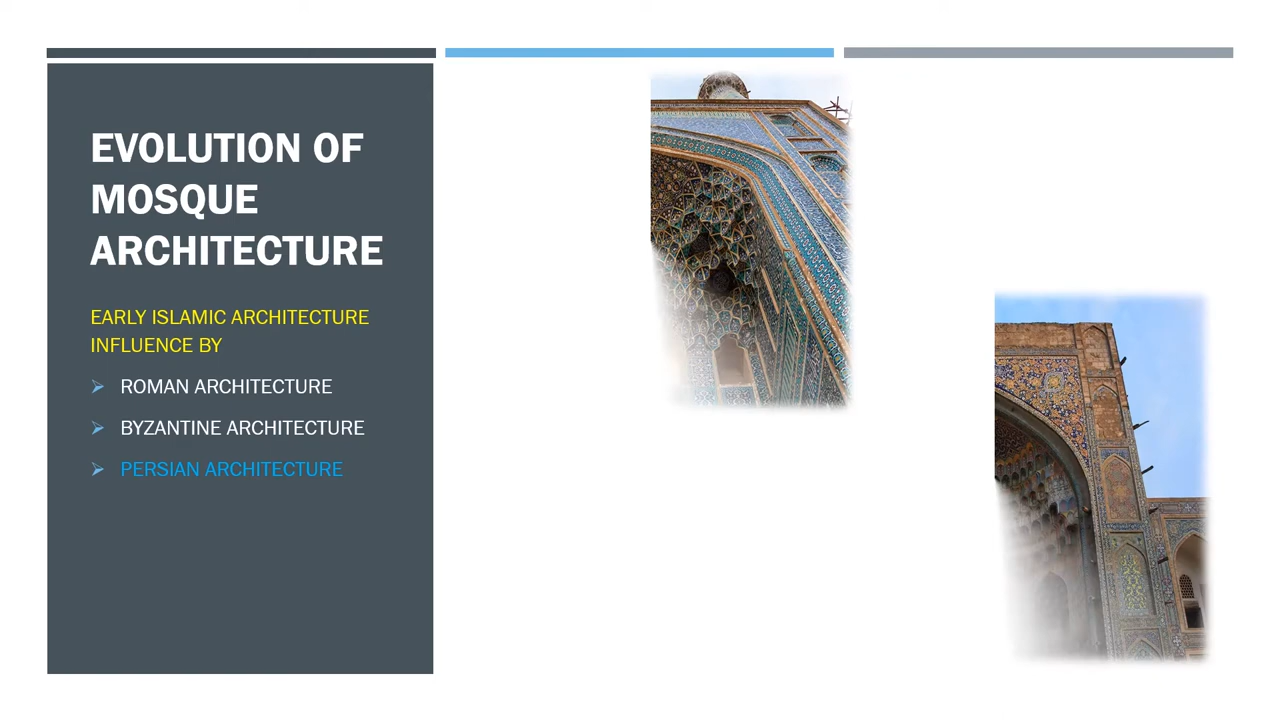 EVOLUTION OF
MOSQUE
ARCHITECTURE
EARLY ISLAMIC ARCHITECTURE
INFLUENCE BY
ROMAN ARCHITECTURE
BYZANTINE ARCHITECTURE
PERSIAN ARCHITECTURE